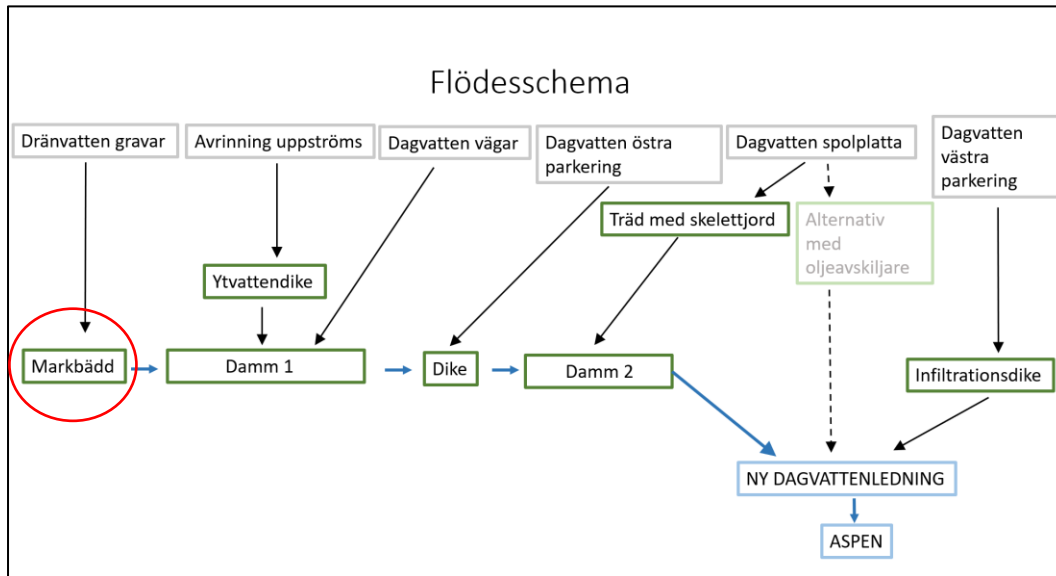 Flödesschema
Dränvatten gravar
Avrinning uppströms
Dagvatten vägar
Dagvatten östra
parkering
Dagvatten spolplatta
Dagvatten
västra
parkering
Träd med skelettjord
Alternativ
med
oljeavskiljare
Ytvattendike
Markbädd
Damm 1
Dike
Damm 2
Infiltrationsdike
NY DAGVATTENLEDNING
ASPEN